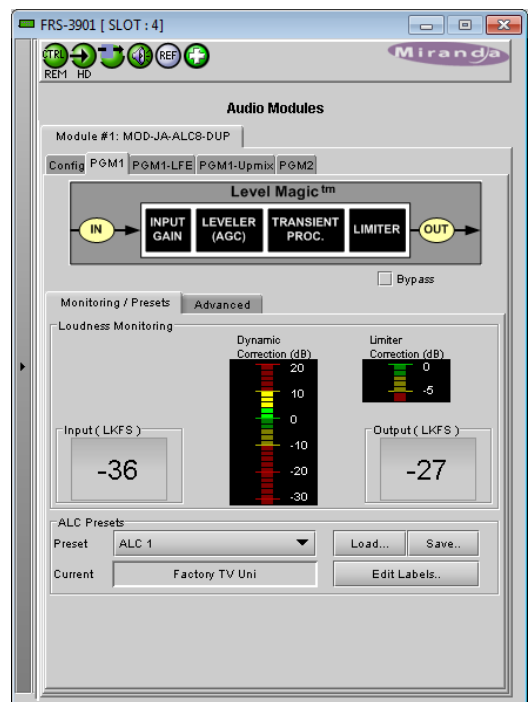 FRS-3901 [ SLOT : 4]
CTRL REF
REM HD
Miranda
Audio Modules
Module #1: MOD-JA-ALC8-DUP
Config PGM1 PGM1-LFE PGM1-Upmix PGM2
Level Magic tm
IN INPUT GAIN LEVELER (AGC) TRANSIENT PROC. LIMITER OUT
Bypass
Monitoring / Presets Advanced
Loudness Monitoring
Dynamic Correction (dB)
20
10
0
-10
-20
-30
Limiter Correction (dB)
0
-5
Input ( LKFS )
-36
Output ( LKFS )
-27
ALC Presets
Preset ALC 1 Load... Save..
Current Factory TV Uni Edit Labels..